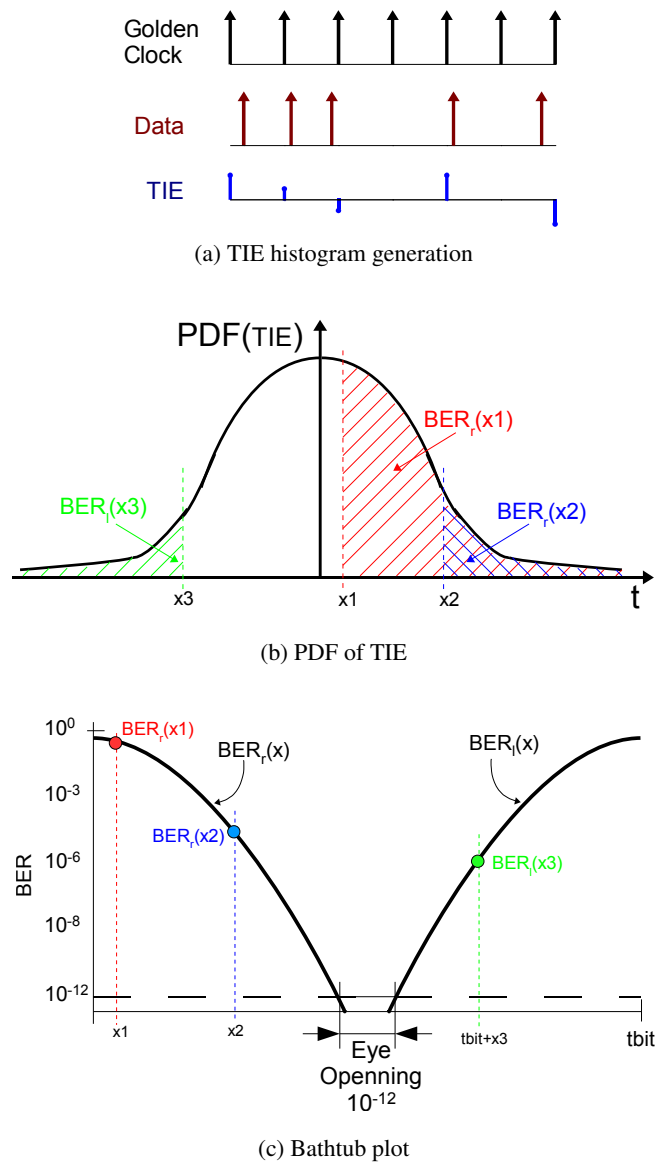 Golden
Clock
Data
TIE
(a) TIE histogram generation
PDF(TIE)
BERr(x1)
BERl(x3)
BERr(x2)
x3
x1
x2
t
(b) PDF of TIE
BER
10^0
10^-3
10^-6
10^-8
10^-12
BERr(x1)
BERr(x)
BERl(x)
BERr(x2)
BERl(x3)
x1
x2
tbit+x3
tbit
Eye
Openning
10^-12
(c) Bathtub plot